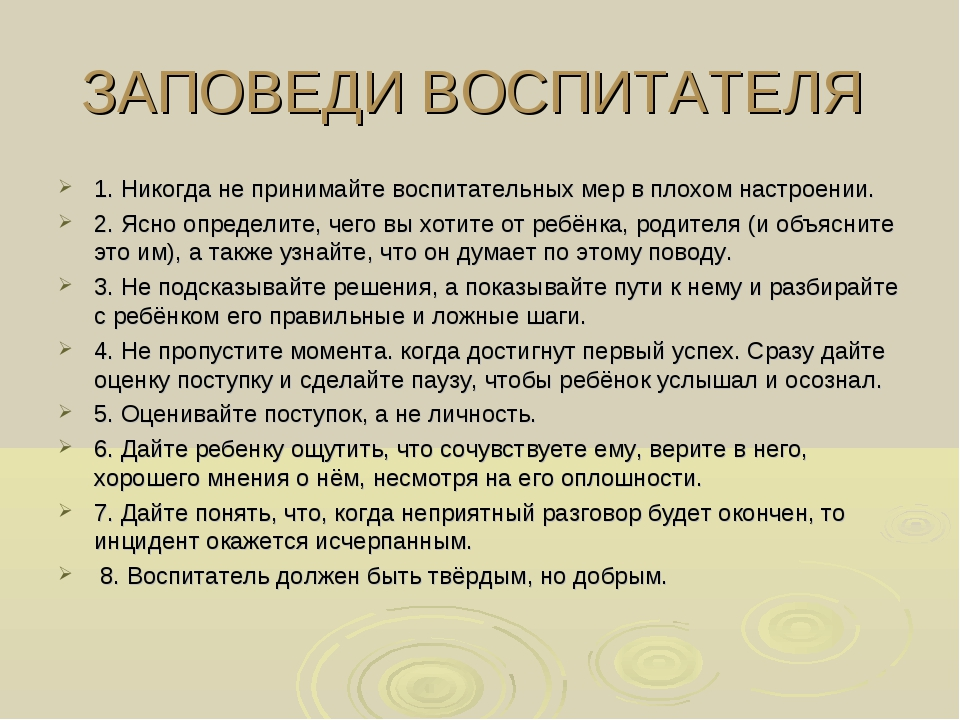 ЗАПОВЕДИ ВОСПИТАТЕЛЯ
1. Никогда не принимайте воспитательных мер в плохом настроении.
2. Ясно определите, чего вы хотите от ребёнка, родителя (и объясните
это им), а также узнайте, что он думает по этому поводу.
3. Не подсказывайте решения, а показывайте пути к нему и разбирайте
с ребёнком его правильные и ложные шаги.
4. Не пропустите момента. когда достигнут первый успех. Сразу дайте
оценку поступку и сделайте паузу, чтобы ребёнок услышал и осознал.
5. Оценивайте поступок, а не личность.
6. Дайте ребенку ощутить, что сочувствуете ему, верите в него,
хорошего мнения о нём, несмотря на его оплошности.
7. Дайте понять, что, когда неприятный разговор будет окончен, то
инцидент окажется исчерпанным.
8. Воспитатель должен быть твёрдым, но добрым.